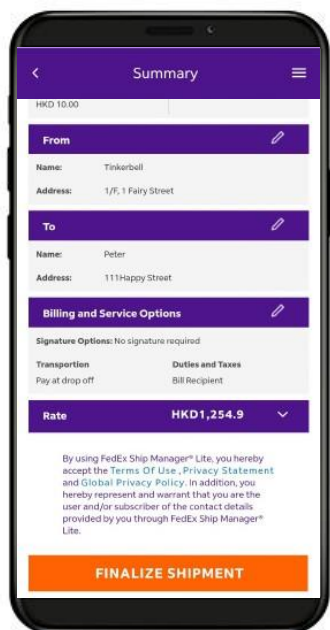 Summary
HKD 10.00
From
Name: Tinkerbell
Address: 1/F, 1 Fairy Street
To
Name: Peter
Address: 111Happy Street
Billing and Service Options
Signature Options: No signature required
Transportion Duties and Taxes
Pay at drop off Bill Recipient
Rate HKD1,254.9
By using FedEx Ship Manager® Lite, you hereby
accept the Terms Of Use , Privacy Statement
and Global Privacy Policy. In addition, you
hereby represent and warrant that you are the
user and/or subscriber of the contact details
provided by you through FedEx Ship Manager®
Lite.
FINALIZE SHIPMENT